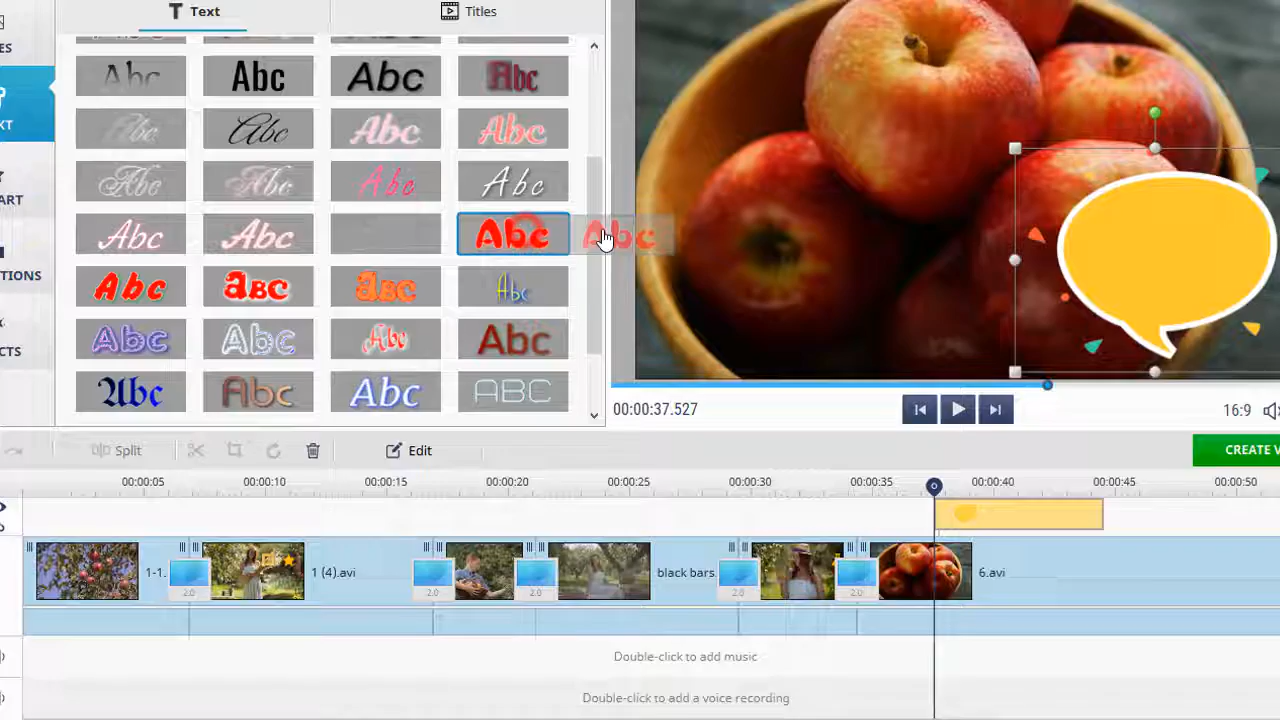 Text
Titles
ES
XT
ART
IONS
CTS
Abc Abc Abc Abc
Abc Abc Abc Abc
Abc Abc Abc Abc
Abc Abc Abc Abc
Abc авс авс Abc
Abc Abc Abc Abc
Abc Abc Abc ABC
00:00:37.527
16:9
Split
Edit
CREATE V
00:00:05 00:00:10 00:00:15 00:00:20 00:00:25 00:00:30 00:00:35 00:00:40 00:00:45 00:00:50
1-1. 1 (4).avi black bars. 6.avi
2.0 2.0 2.0 2.0 2.0
Double-click to add music
Double-click to add a voice recording